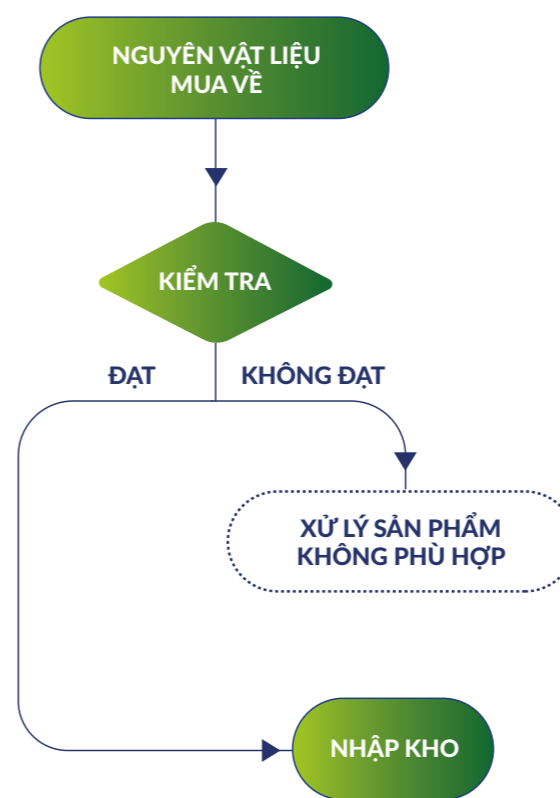 NGUYÊN VẬT LIỆU
MUA VỀ
KIỂM TRA
ĐẠT
KHÔNG ĐẠT
XỬ LÝ SẢN PHẨM
KHÔNG PHÙ HỢP
NHẬP KHO